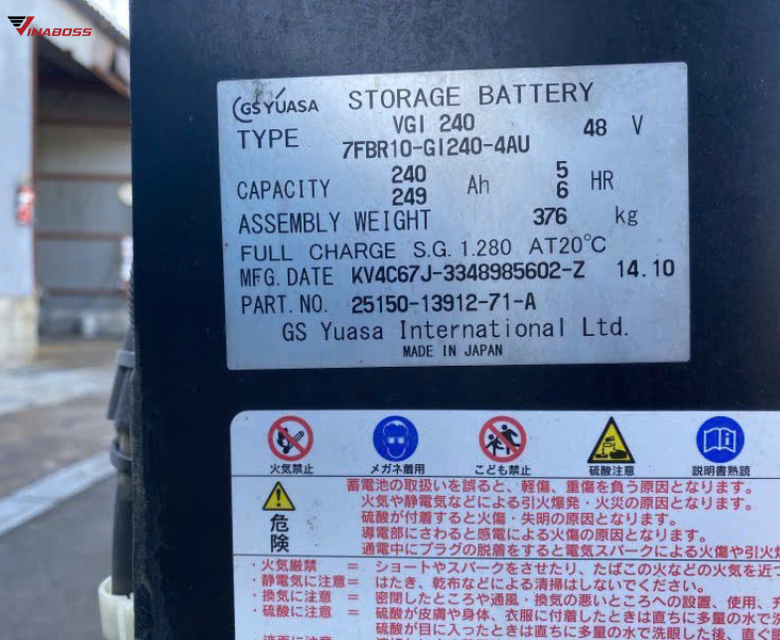 VINABOSS
GS YUASA STORAGE BATTERY
TYPE VGI 240 48 V
7FBR10-GI240-4AU
CAPACITY 240 Ah 5 HR
249 6
ASSEMBLY WEIGHT 376 kg
FULL CHARGE S.G. 1.280 AT20℃
MFG. DATE KV4C67J-3348985602-Z 14.10
PART. NO. 25150-13912-71-A
GS Yuasa International Ltd.
MADE IN JAPAN
火気禁止 メガネ着用 こども禁止 硫酸注意 説明書熟読
危険
蓄電池の取扱いを誤ると、軽傷、重傷を負う原因となります。
火気や静電気などによる引火爆発・火災の原因となります。
硫酸が付着すると火傷・失明の原因となります。
導電部にさわると感電による火傷の原因となります。
通電中にプラグの脱着をすると電気スパークによる火傷や引火
・火気厳禁 = ショートやスパークをさせたり、たばこの火などの火気を近づ
・静電気に注意= はたき、乾布などによる清掃はしないでください。
・換気に注意 = 密閉したところや通風・換気の悪いところへの設置、使用、充
・硫酸に注意 = 硫酸が皮膚や身体、衣服に付着したときは直ちに多量の水で
硫酸が目に入ったときは直ちに多量の水で洗眼した後、直ぐ